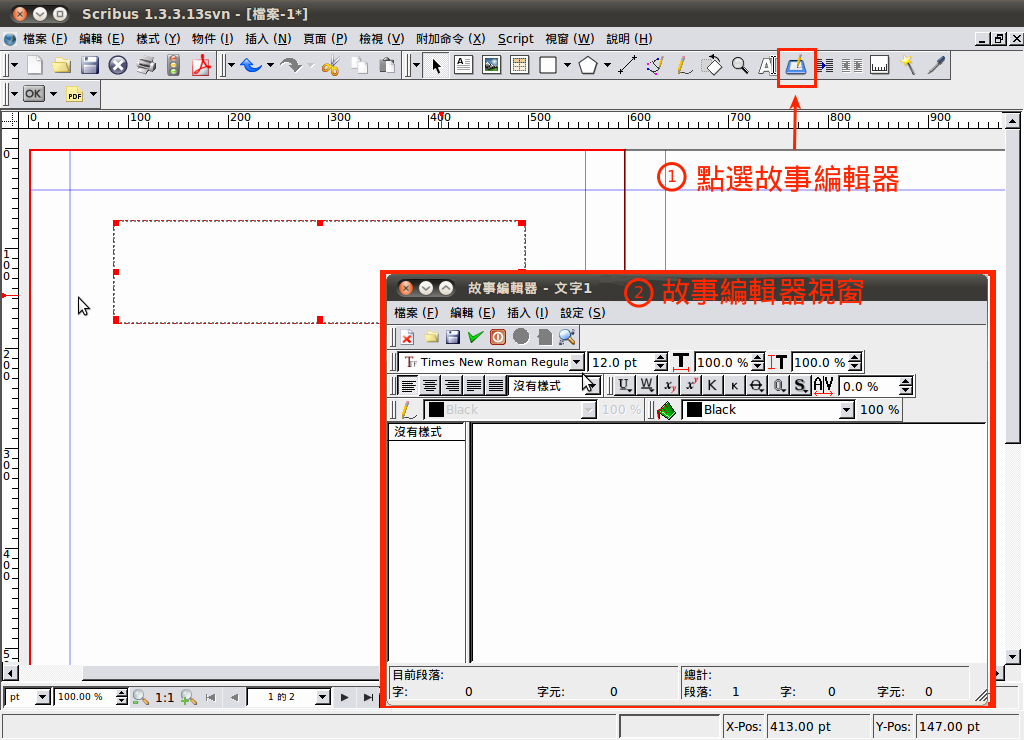 Scribus 1.3.3.13svn - [檔案-1*]
檔案 (F) 編輯 (E) 樣式 (Y) 物件 (I) 插入 (N) 頁面 (P) 檢視 (V) 附加命令 (X) Script 視窗 (W) 說明 (H)
OK PDF
0 100 200 300 400 500 600 700 800 900
0
① 點選故事編輯器
100
200
300
400
5
故事編輯器 - 文字1
② 故事編輯器視窗
檔案 (F) 編輯 (E) 插入 (I) 設定 (S)
Times New Roman Regula 12.0 pt 100.0 % 100.0 %
沒有樣式 0.0 %
Black 100 % Black 100 %
沒有樣式
目前段落: 總計:
字: 0 字元: 0 段落: 1 字: 0 字元: 0
pt 100.00 % 1:1 1 的 2
X-Pos: 413.00 pt Y-Pos: 147.00 pt